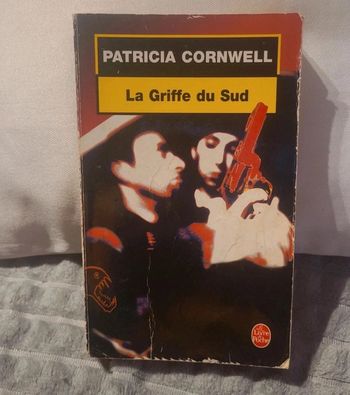 PATRICIA CORNWELL
La Griffe du Sud
Le Livre
de Poche